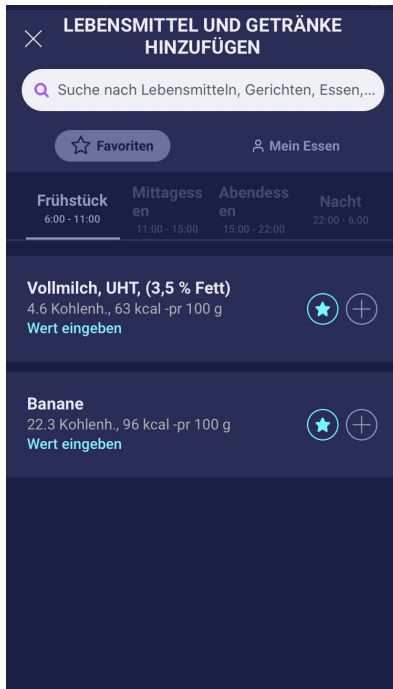 LEBENSMITTEL UND GETRÄNKE
HINZUFÜGEN
Suche nach Lebensmitteln, Gerichten, Essen,...
Favoriten
Mein Essen
Frühstück
6:00 - 11:00
Mittagess
en
11:00 - 15:00
Abendess
en
15:00 - 22:00
Nacht
22:00 - 6:00
Vollmilch, UHT, (3,5 % Fett)
4.6 Kohlenh., 63 kcal -pr 100 g
Wert eingeben
Banane
22.3 Kohlenh., 96 kcal -pr 100 g
Wert eingeben